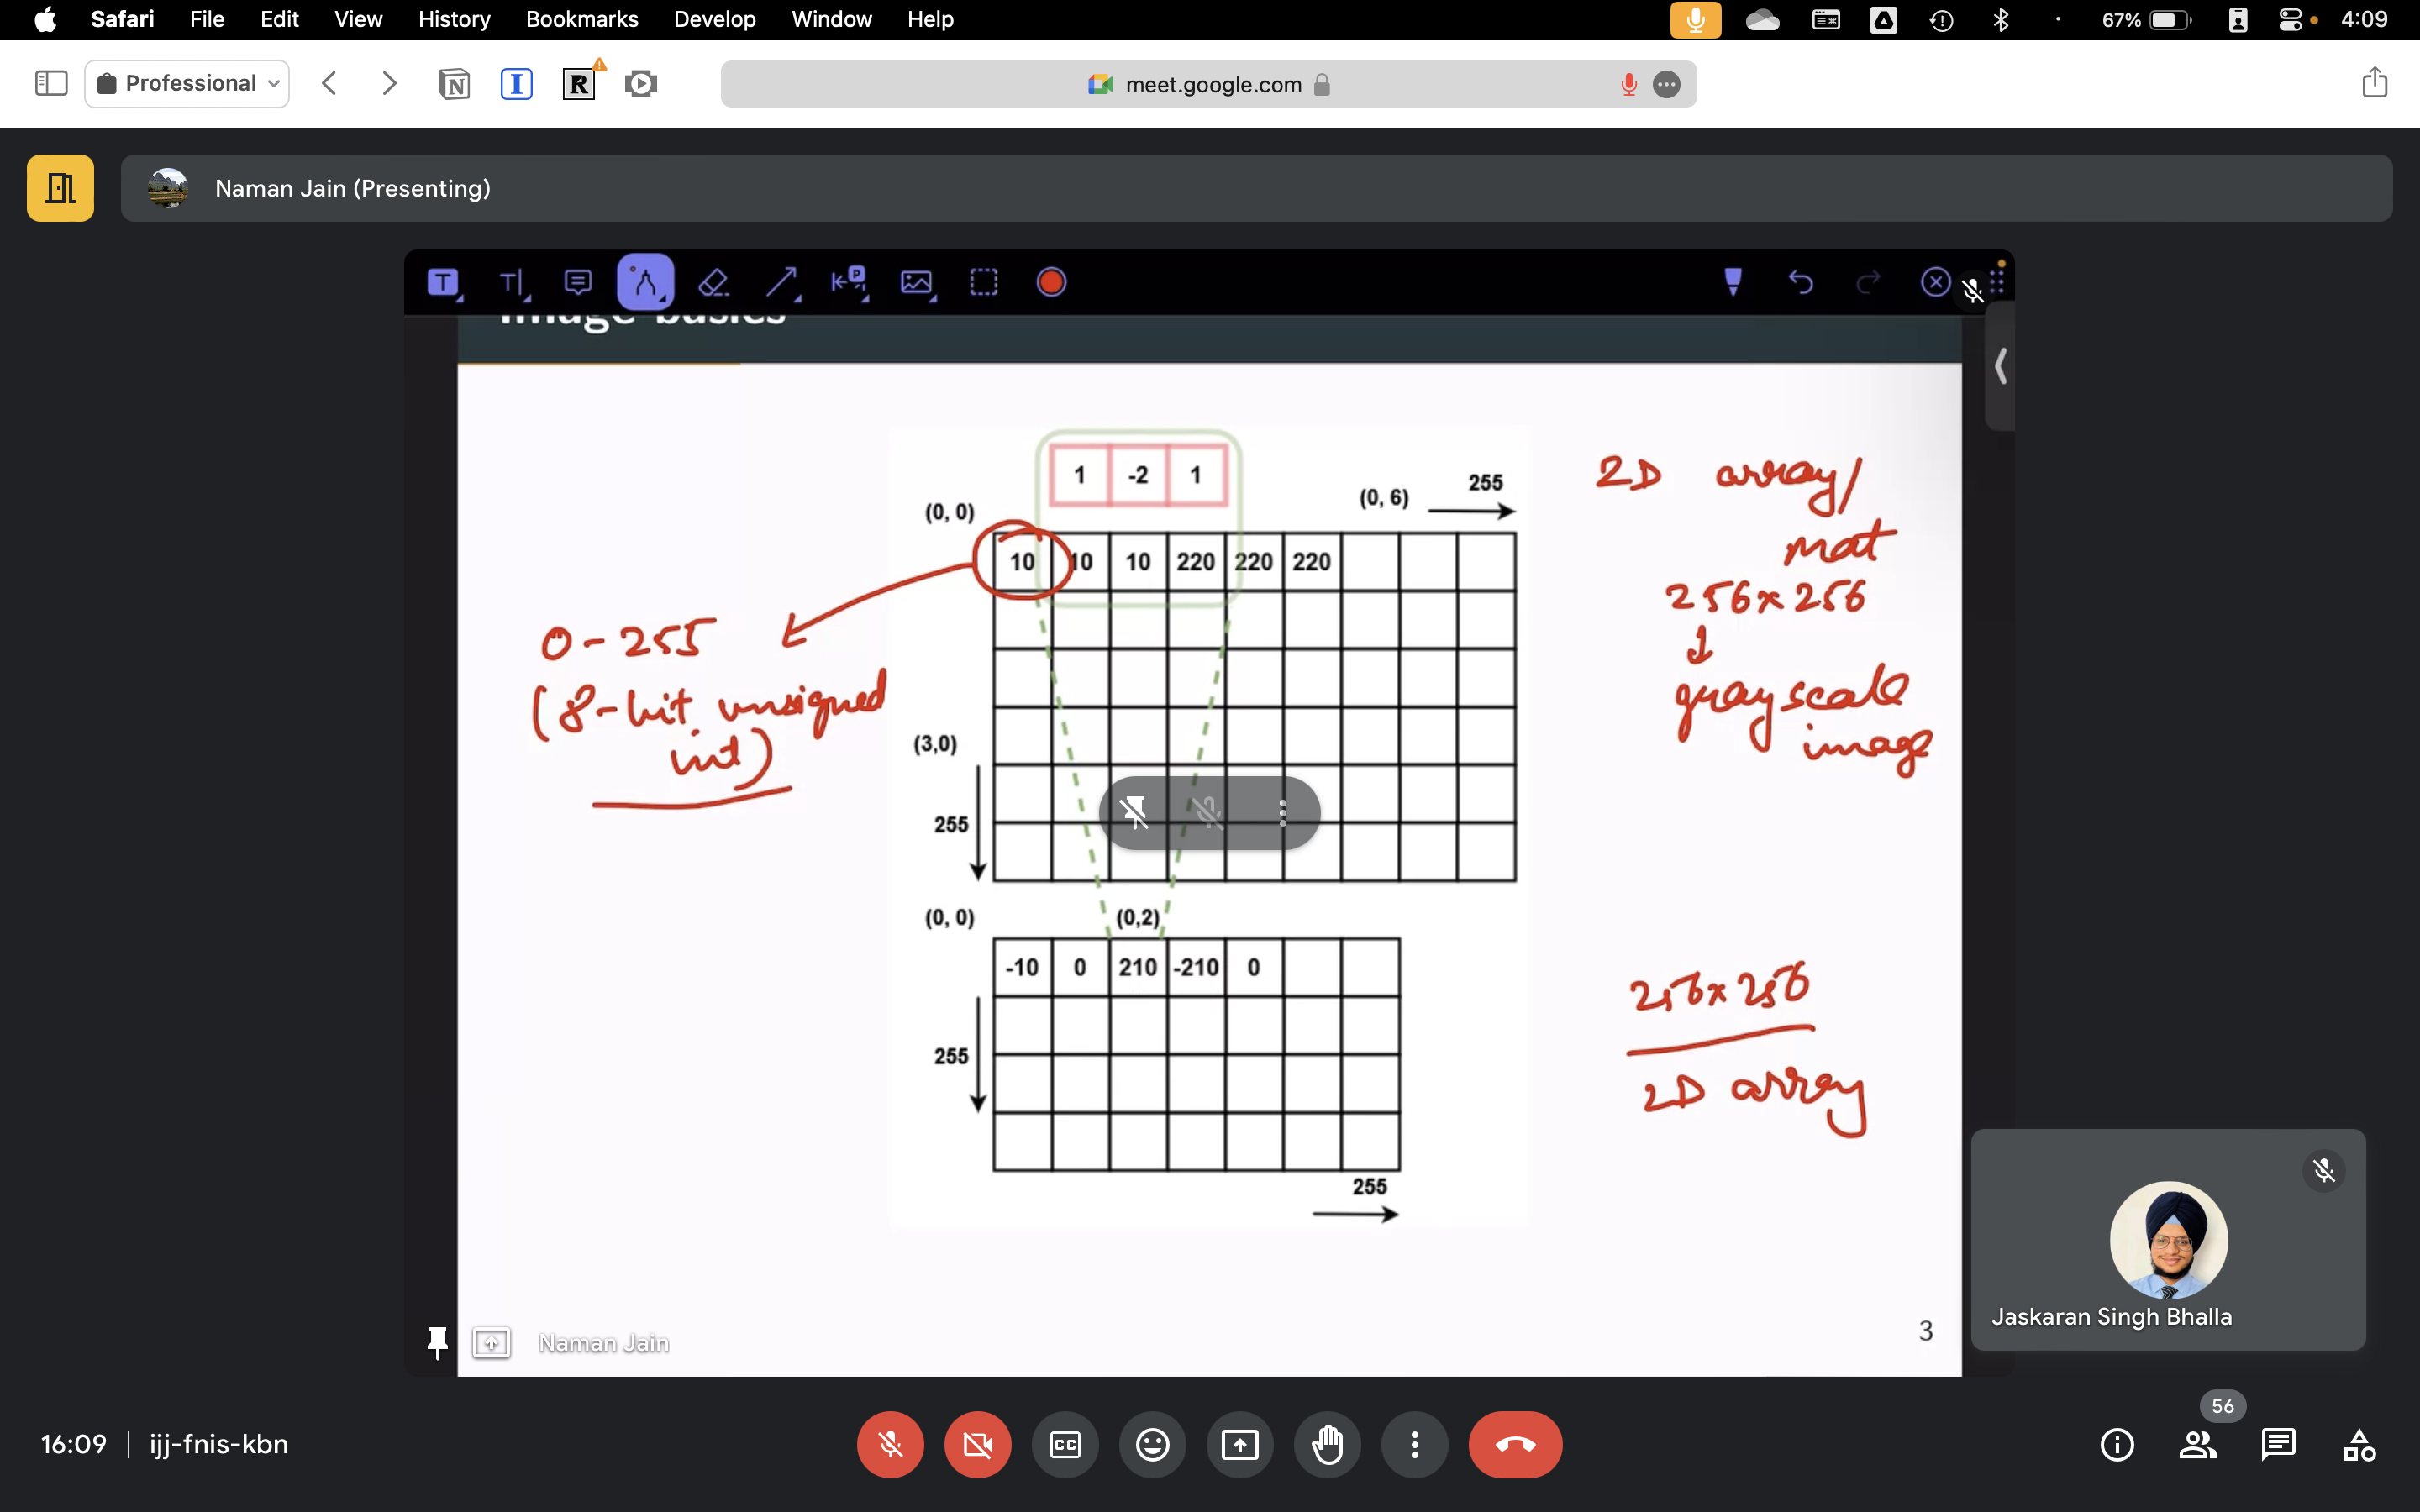 Safari File Edit View History Bookmarks Develop Window Help 67% 4:09
Professional meet.google.com
Naman Jain (Presenting)
Image basics
1 -2 1
(0, 0) (0, 6) 255
10 10 10 220 220 220
(3,0)
255
(0, 0) (0,2)
-10 0 210 -210 0
255
255
0-255
(8-bit unsigned
int)
2D array/
mat
256x256
grayscale
image
256x256
2D array
Naman Jain
3
Jaskaran Singh Bhalla
56
16:09 | ijj-fnis-kbn